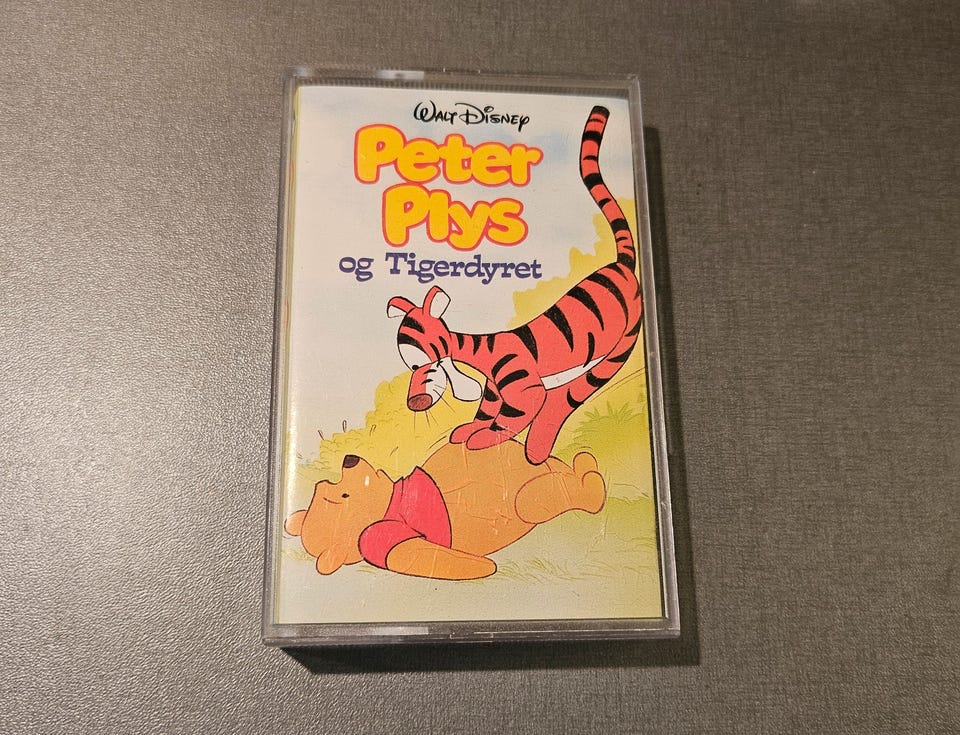 Walt Disney
Peter
Plys
og Tigerdyret